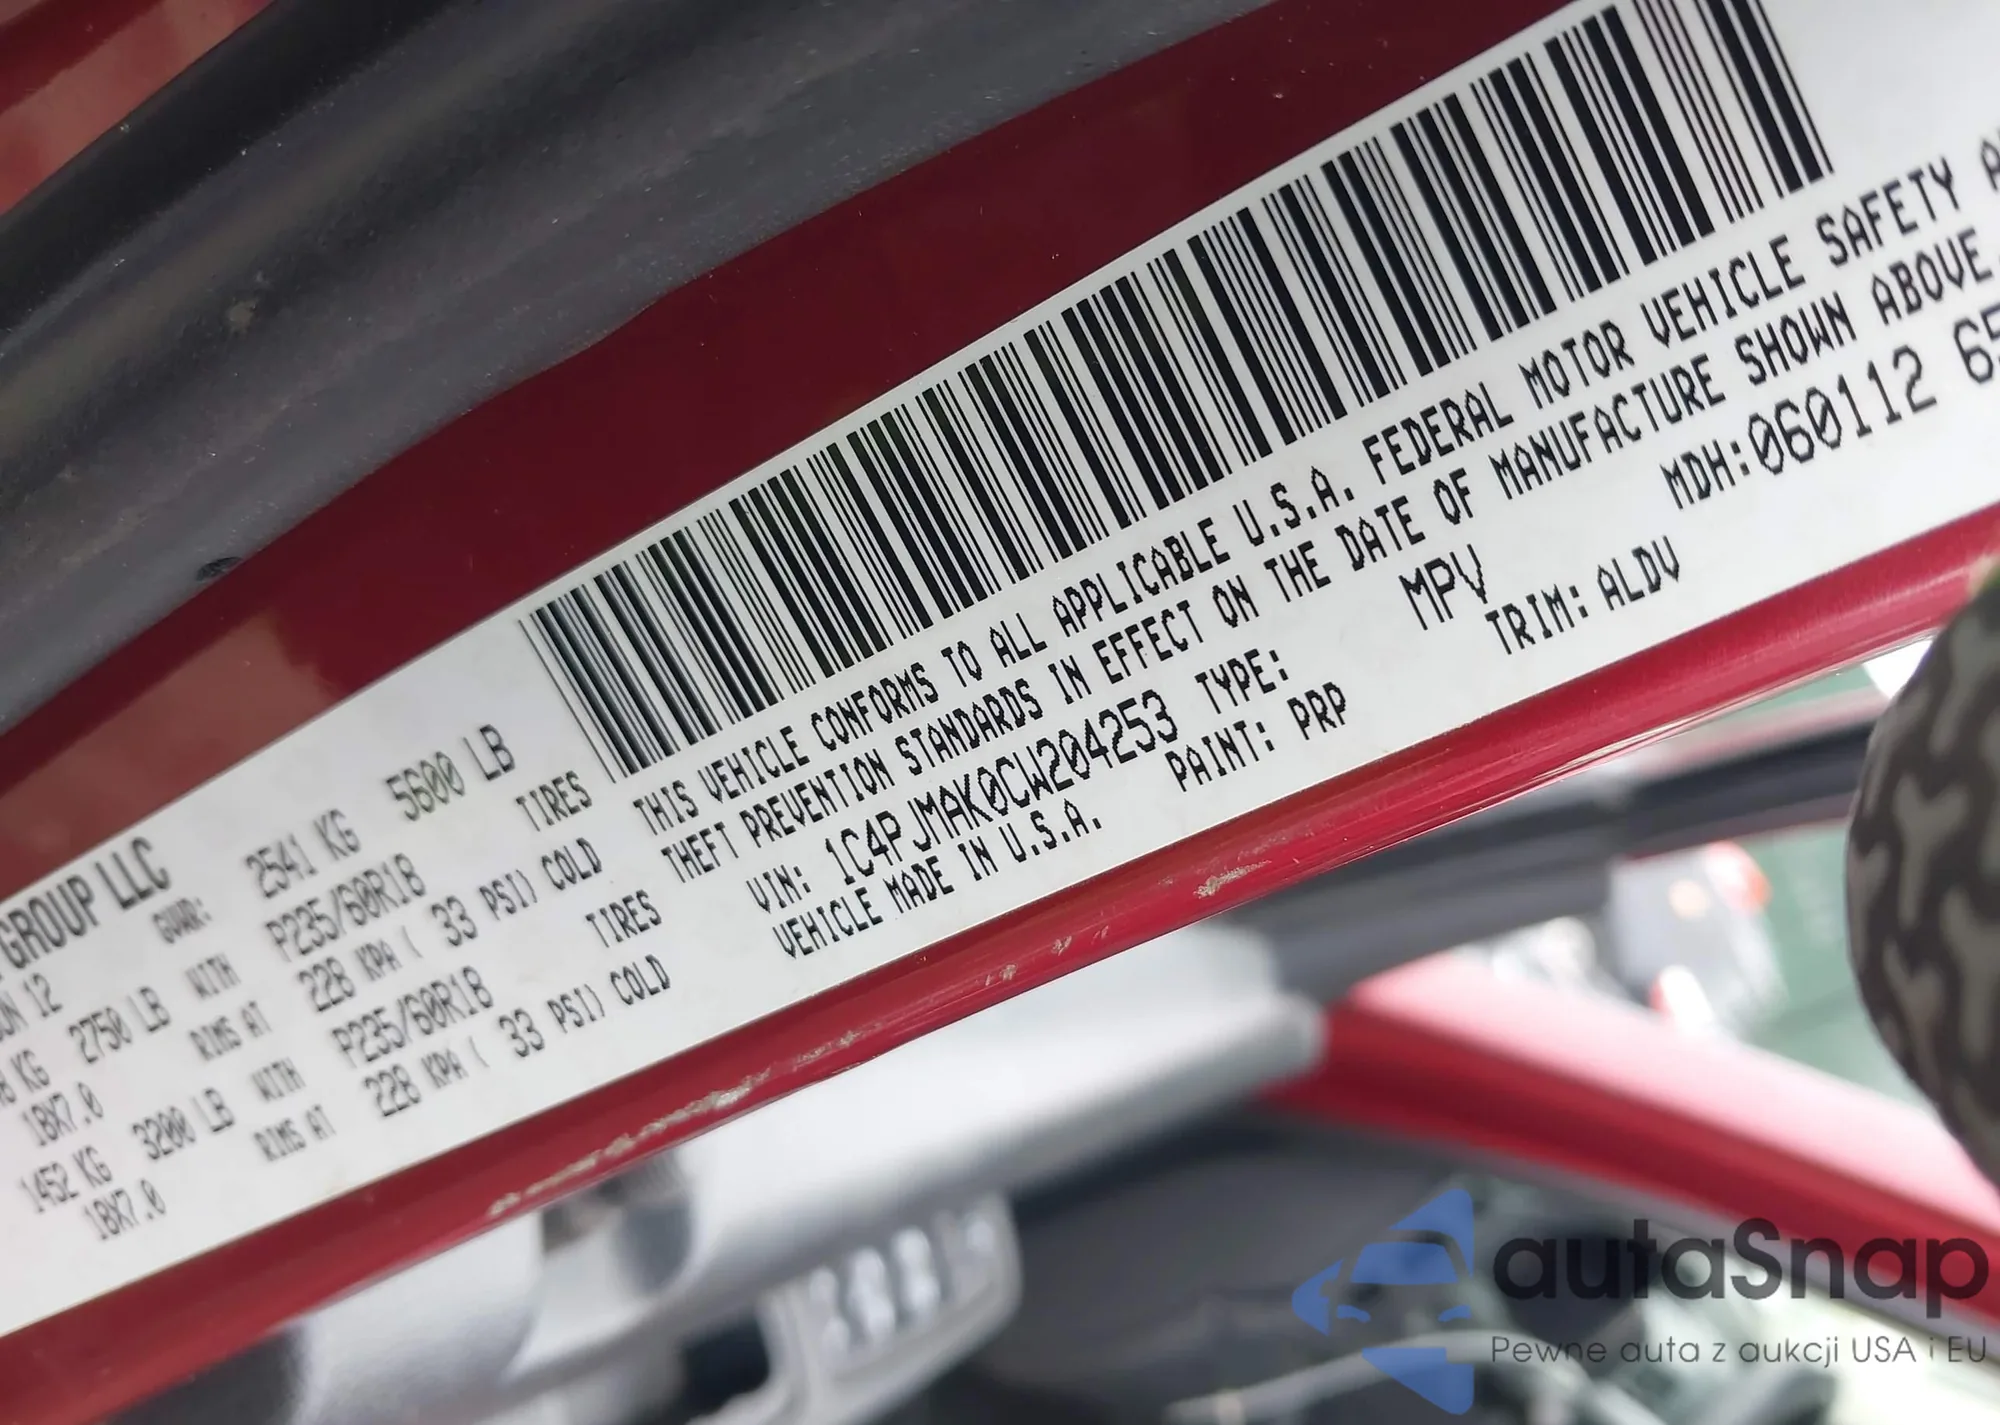 GROUP LLC
12
GVWR: 2541 KG 5600 LB
KG 2750 LB WITH P235/60R18 TIRES
18X7.0 RIMS AT 228 KPA ( 33 PSI) COLD
1452 KG 3200 LB WITH P235/60R18 TIRES
18X7.0 RIMS AT 228 KPA ( 33 PSI) COLD
THIS VEHICLE CONFORMS TO ALL APPLICABLE U.S.A. FEDERAL MOTOR VEHICLE SAFETY
THEFT PREVENTION STANDARDS IN EFFECT ON THE DATE OF MANUFACTURE SHOWN ABOVE.
MDH:060112 65
VIN: 1C4PJMAK0CW204253 TYPE: MPV
VEHICLE MADE IN U.S.A. PAINT: PRP TRIM: ALDV
autaSnap
Pewne auta z aukcji USA i EU